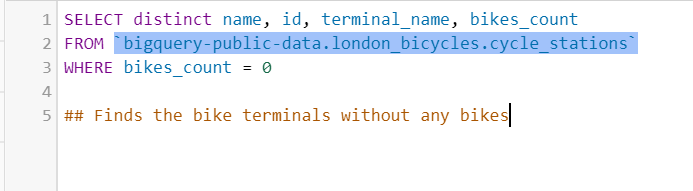 1 SELECT distinct name, id, terminal_name, bikes_count
2 FROM `bigquery-public-data.london_bicycles.cycle_stations`
3 WHERE bikes_count = 0
4
5 ## Finds the bike terminals without any bikes